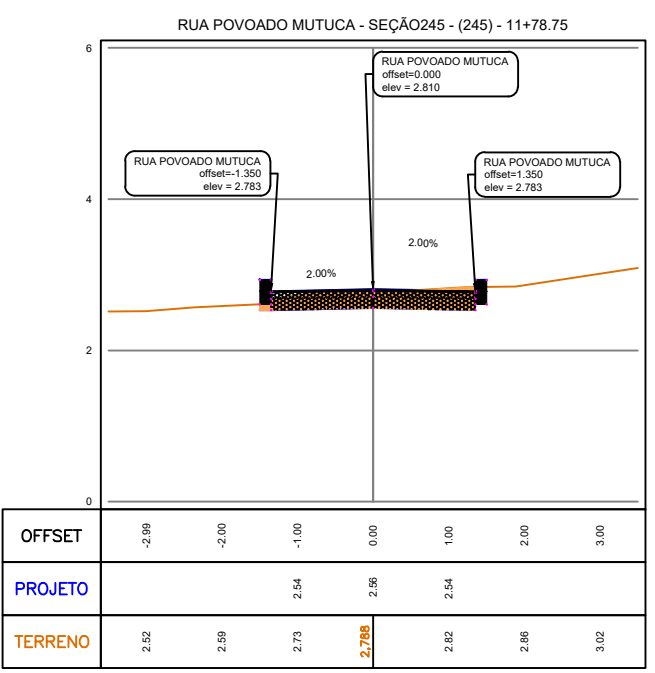 RUA POVOADO MUTUCA - SEÇÃO245 - (245) - 11+78.75
6
RUA POVOADO MUTUCA
offset=0.000
elev = 2.810
RUA POVOADO MUTUCA
offset=-1.350
elev = 2.783
RUA POVOADO MUTUCA
offset=1.350
elev = 2.783
4
2.00%
2.00%
2
0
OFFSET -2.99 -2.00 -1.00 0.00 1.00 2.00 3.00
PROJETO 2.54 2.56 2.54
TERRENO 2.52 2.59 2.73 2,788 2.82 2.86 3.02